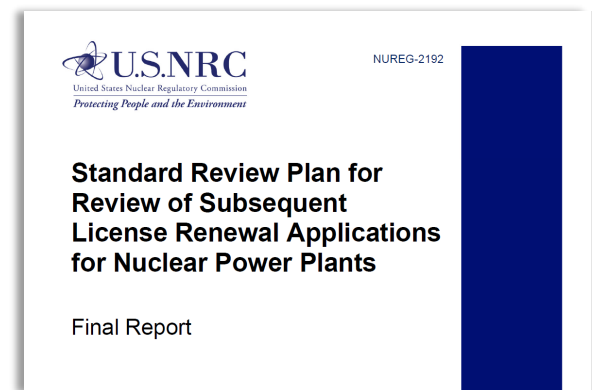 U.S.NRC
NUREG-2192
United States Nuclear Regulatory Commission
Protecting People and the Environment
Standard Review Plan for
Review of Subsequent
License Renewal Applications
for Nuclear Power Plants
Final Report